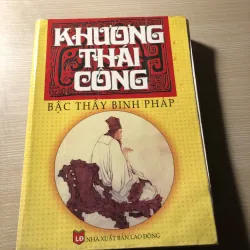 KHƯƠNG
THÁI
CÔNG
BẬC THẦY BINH PHÁP
LĐ
NHÀ XUẤT BẢN LAO ĐỘNG